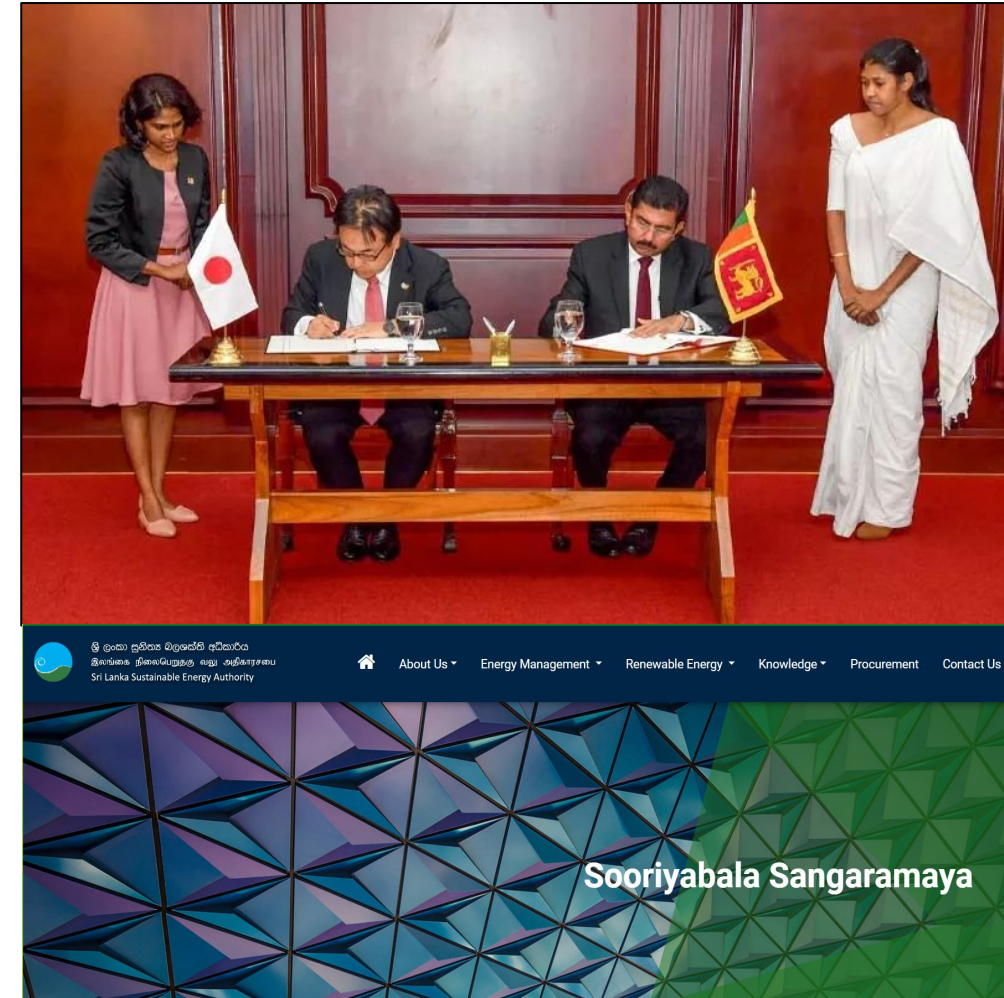 ශ්‍රී ලංකා සුනිත්‍ය බලශක්ති අධිකාරිය
இலங்கை நிலைபெறுதகு வலு அதிகாரசபை
Sri Lanka Sustainable Energy Authority
About Us
Energy Management
Renewable Energy
Knowledge
Procurement
Contact Us
Sooriyabala Sangaramaya